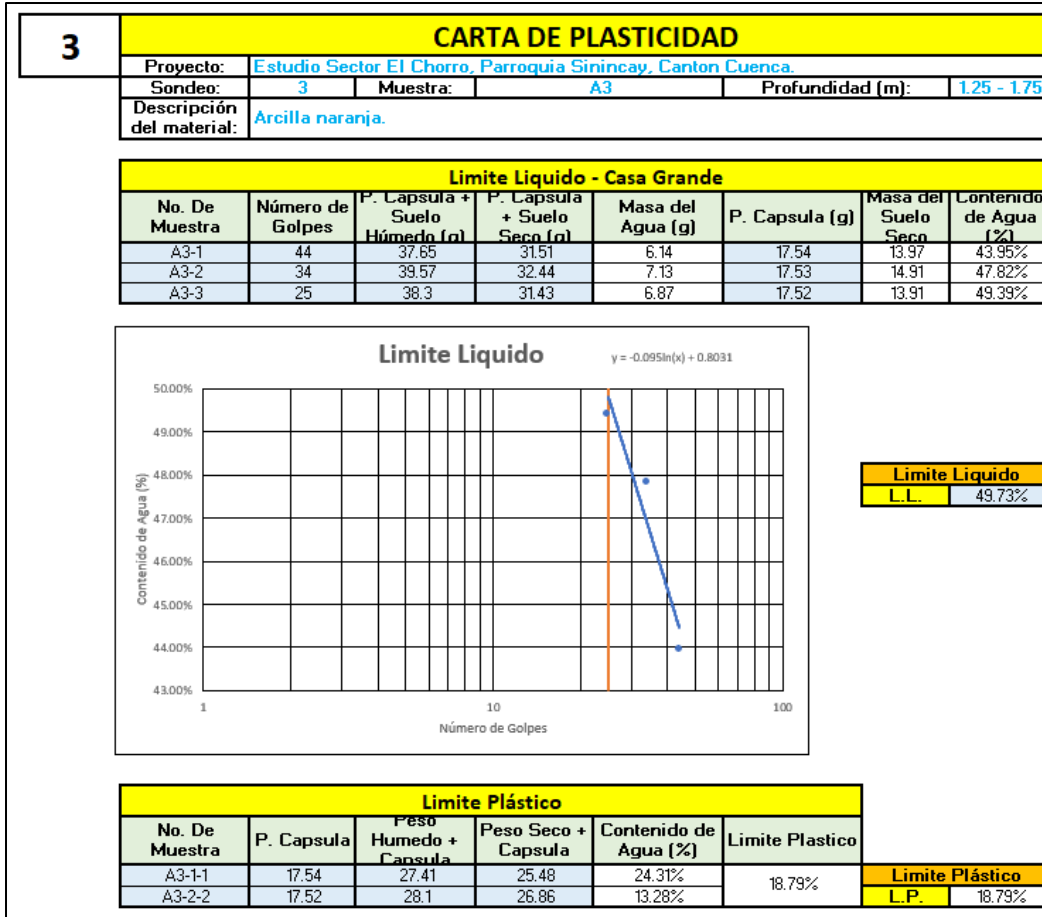 3
CARTA DE PLASTICIDAD
Proyecto: Estudio Sector El Chorro, Parroquia Sinincay, Canton Cuenca.
Sondeo: 3 Muestra: A3 Profundidad (m): 1.25 - 1.75
Descripción del material: Arcilla naranja.
Limite Liquido - Casa Grande
No. De Muestra Número de Golpes P. Capsula + Suelo Húmedo (g) P. Capsula + Suelo Seco (g) Masa del Agua (g) P. Capsula (g) Masa del Suelo Seco Contenido de Agua (%)
A3-1 44 37.65 31.51 6.14 17.54 13.97 43.95%
A3-2 34 39.57 32.44 7.13 17.53 14.91 47.82%
A3-3 25 38.3 31.43 6.87 17.52 13.91 49.39%
Limite Liquido
y = -0.095ln(x) + 0.8031
50.00%
49.00%
48.00%
47.00%
46.00%
45.00%
44.00%
43.00%
Contenido de Agua (%)
1 10 100
Número de Golpes
Limite Liquido
L.L. 49.73%
Limite Plástico
No. De Muestra P. Capsula Peso Humedo + Capsula Peso Seco + Capsula Contenido de Agua (%) Limite Plastico
A3-1-1 17.54 27.41 25.48 24.31% 18.79%
A3-2-2 17.52 28.1 26.86 13.28%
Limite Plástico
L.P. 18.79%